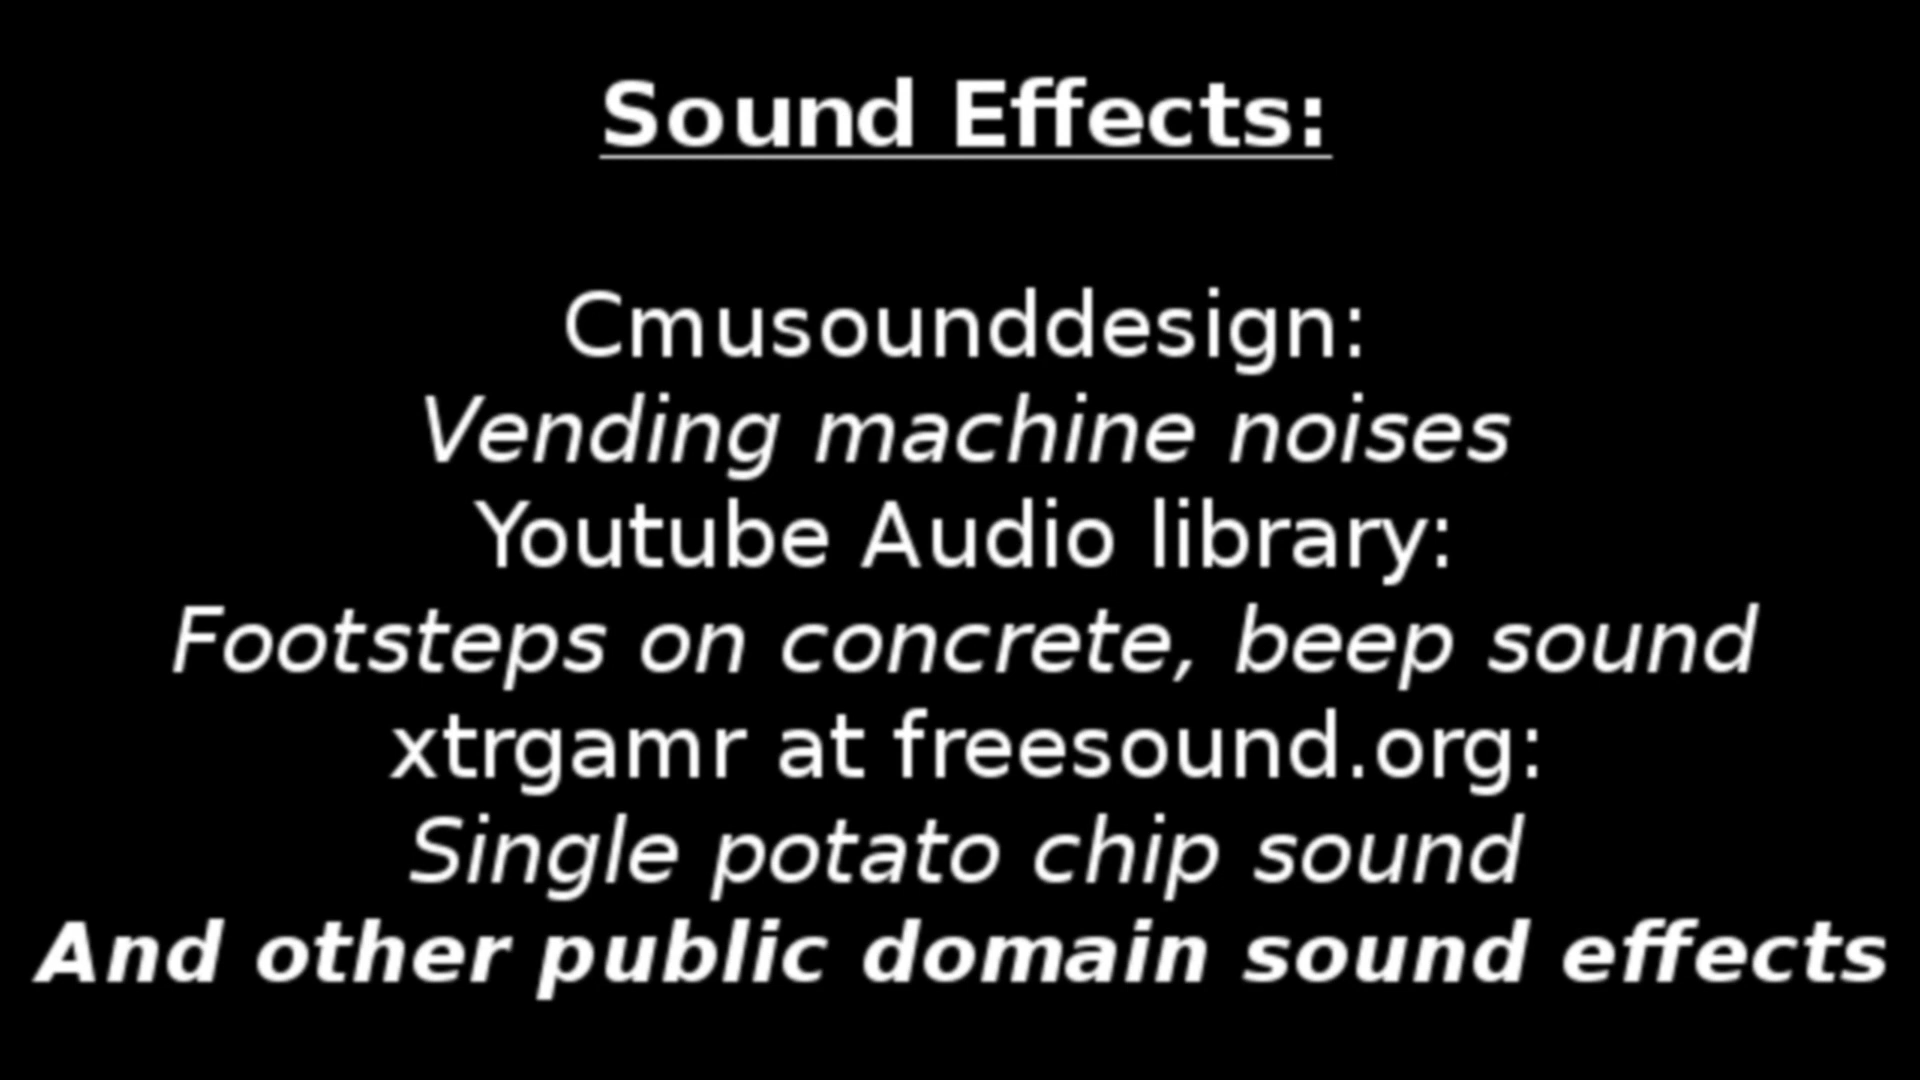 Sound Effects:
Cmusounddesign:
Vending machine noises
Youtube Audio library:
Footsteps on concrete, beep sound
xtrgamr at freesound.org:
Single potato chip sound
And other public domain sound effects